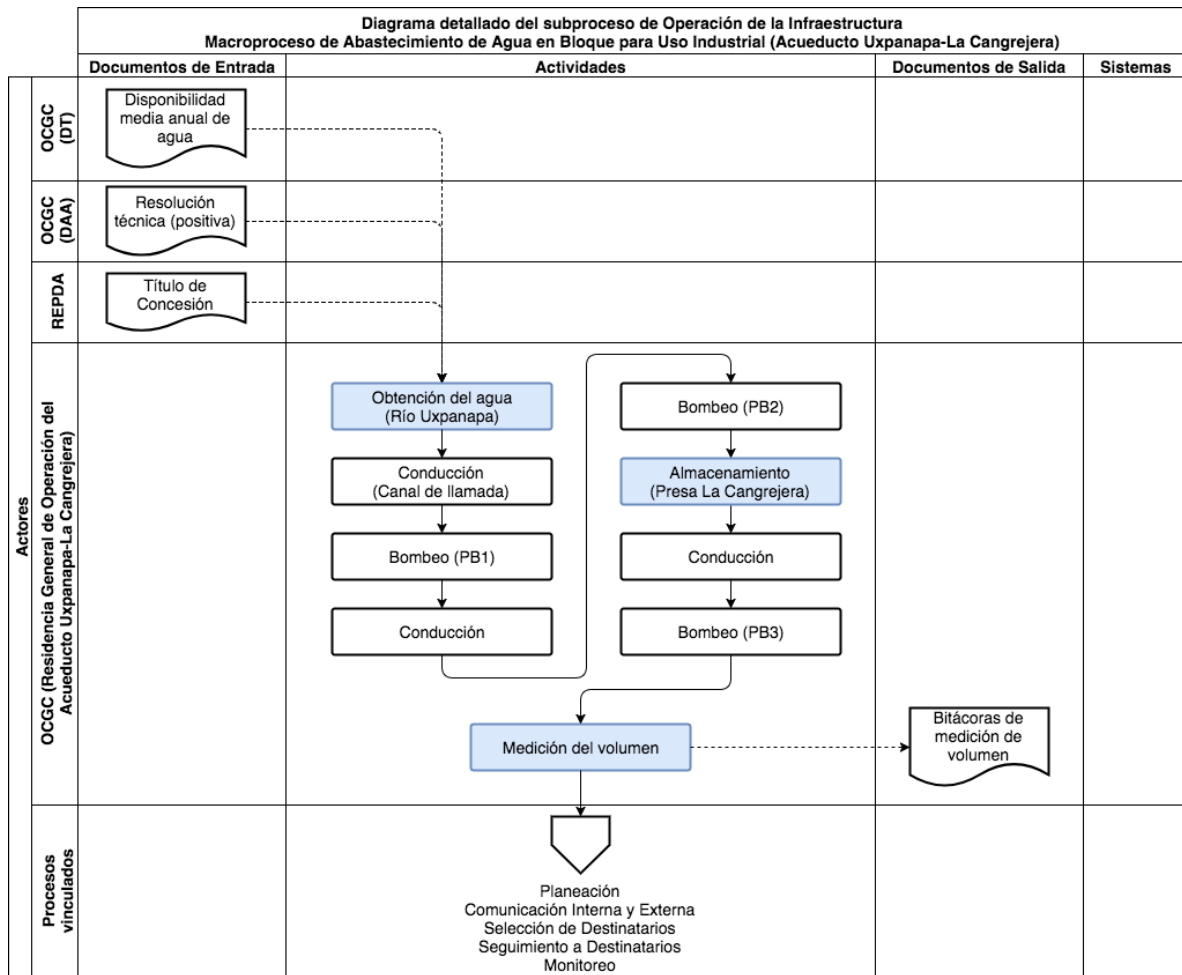 Diagrama detallado del subproceso de Operación de la Infraestructura
Macroproceso de Abastecimiento de Agua en Bloque para Uso Industrial (Acueducto Uxpanapa-La Cangrejera)
Documentos de Entrada
Actividades
Documentos de Salida
Sistemas
Actores
OCGC
(DT)
Disponibilidad
media anual de
agua
OCGC
(DAA)
Resolución
técnica (positiva)
REPDA
Título de
Concesión
OCGC (Residencia General de Operación del
Acueducto Uxpanapa-La Cangrejera)
Obtención del agua
(Río Uxpanapa)
Conducción
(Canal de llamada)
Bombeo (PB1)
Conducción
Bombeo (PB2)
Almacenamiento
(Presa La Cangrejera)
Conducción
Bombeo (PB3)
Medición del volumen
Bitácoras de
medición de
volumen
Procesos
vinculados
Planeación
Comunicación Interna y Externa
Selección de Destinatarios
Seguimiento a Destinatarios
Monitoreo